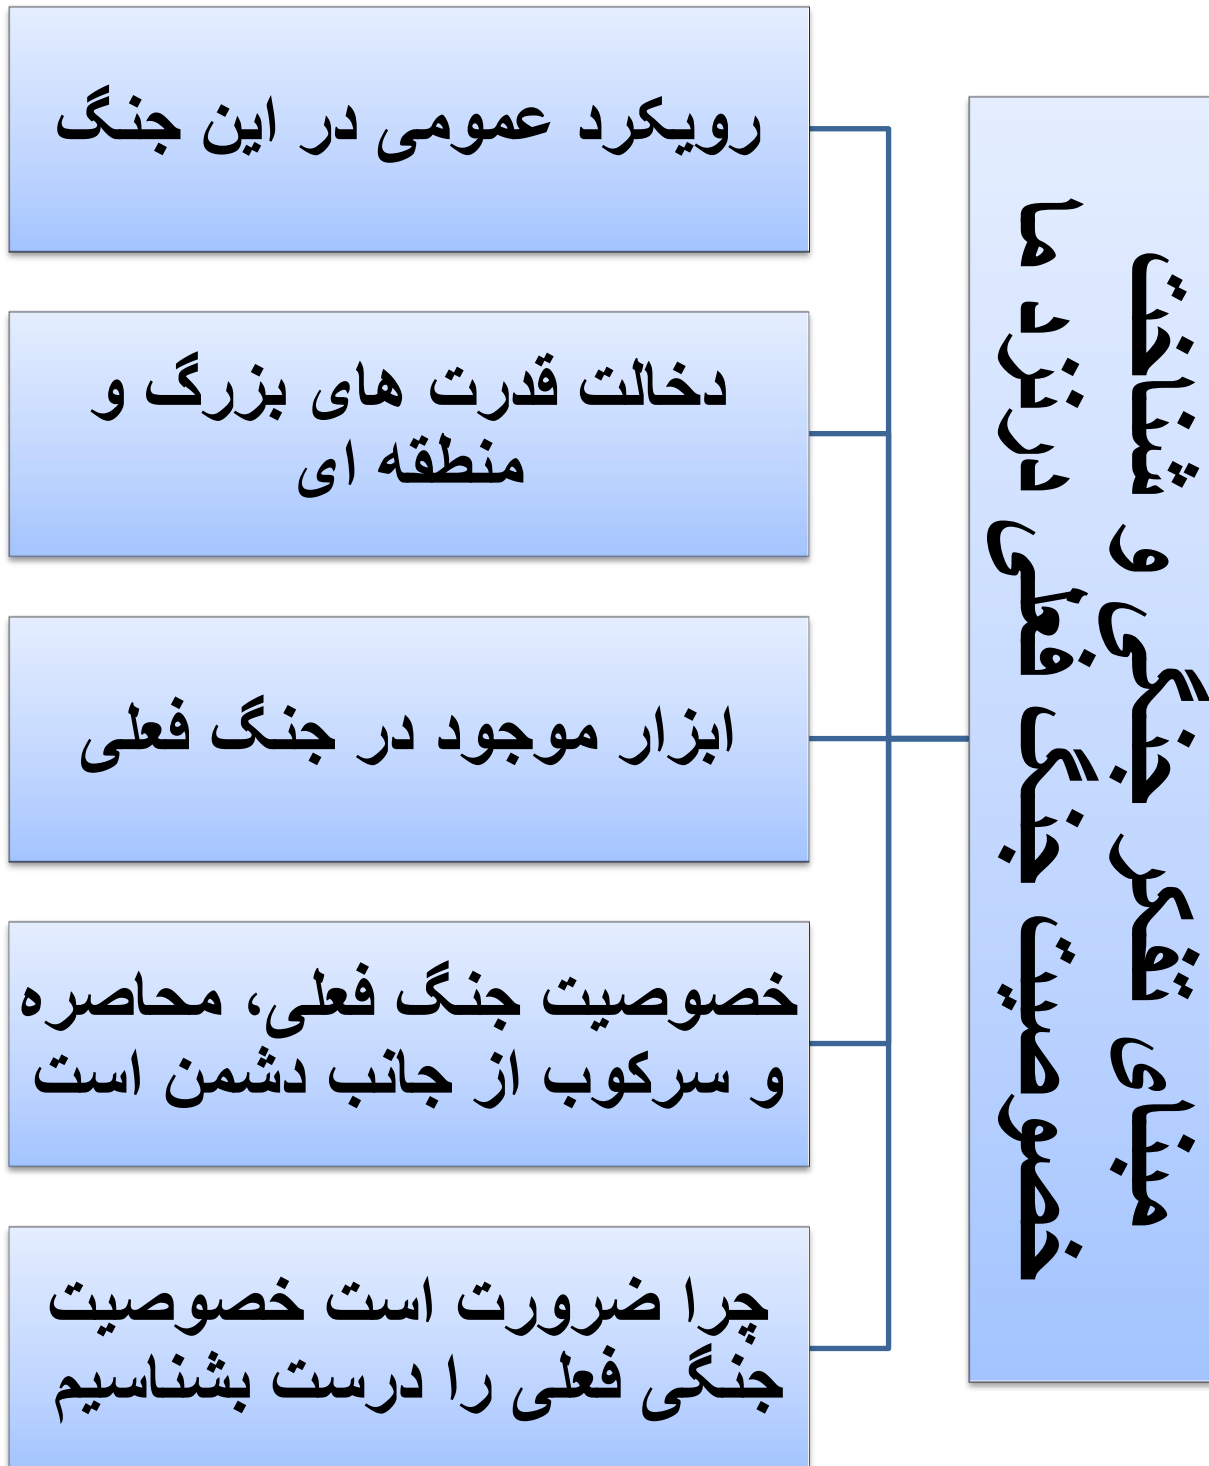 مبنای تفکر جنگی و شناخت
خصوصیت جنگ فعلی درنزد ما
رویکرد عمومی در این جنگ
دخالت قدرت های بزرگ و
منطقه ای
ابزار موجود در جنگ فعلی
خصوصیت جنگ فعلی، محاصره
و سرکوب از جانب دشمن است
چرا ضرورت است خصوصیت
جنگی فعلی را درست بشناسیم